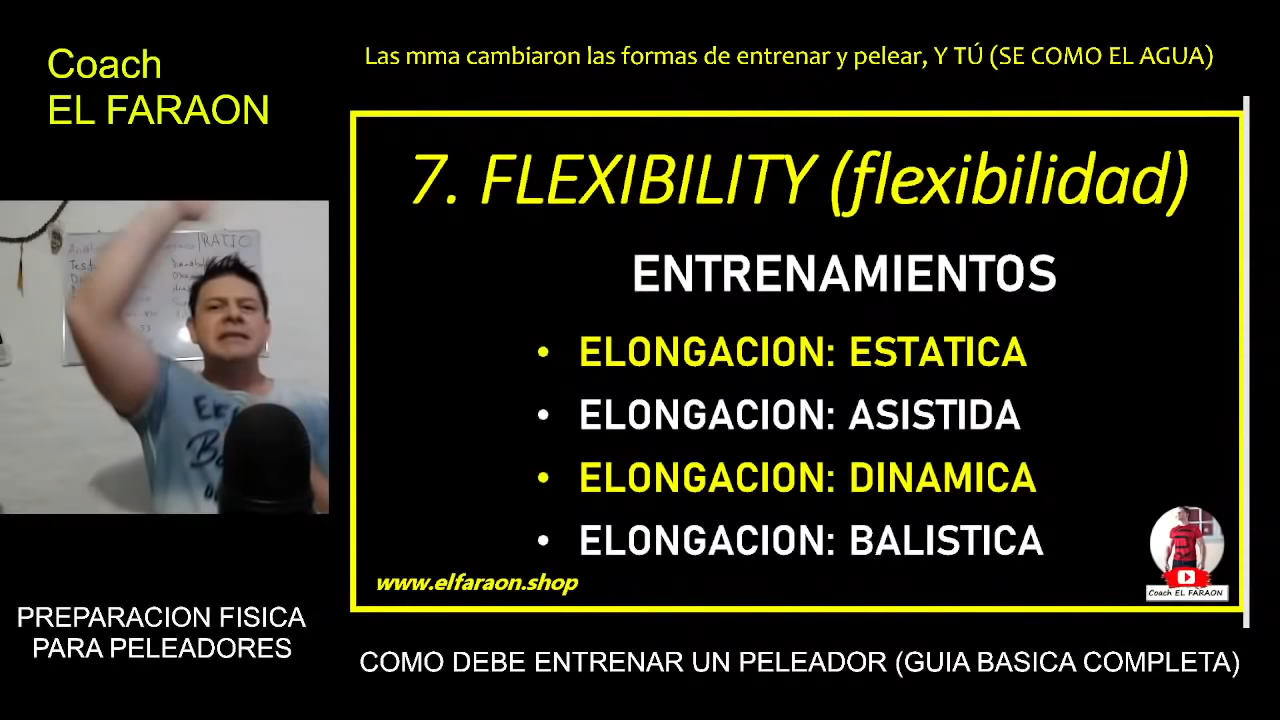 Coach
EL FARAON
Las mma cambiaron las formas de entrenar y pelear, Y TÚ (SE COMO EL AGUA)
7. FLEXIBILITY (flexibilidad)
ENTRENAMIENTOS
• ELONGACION: ESTATICA
• ELONGACION: ASISTIDA
• ELONGACION: DINAMICA
• ELONGACION: BALISTICA
www.elfaraon.shop
Coach EL FARAON
RATIO
PREPARACION FISICA
PARA PELEADORES
COMO DEBE ENTRENAR UN PELEADOR (GUIA BASICA COMPLETA)